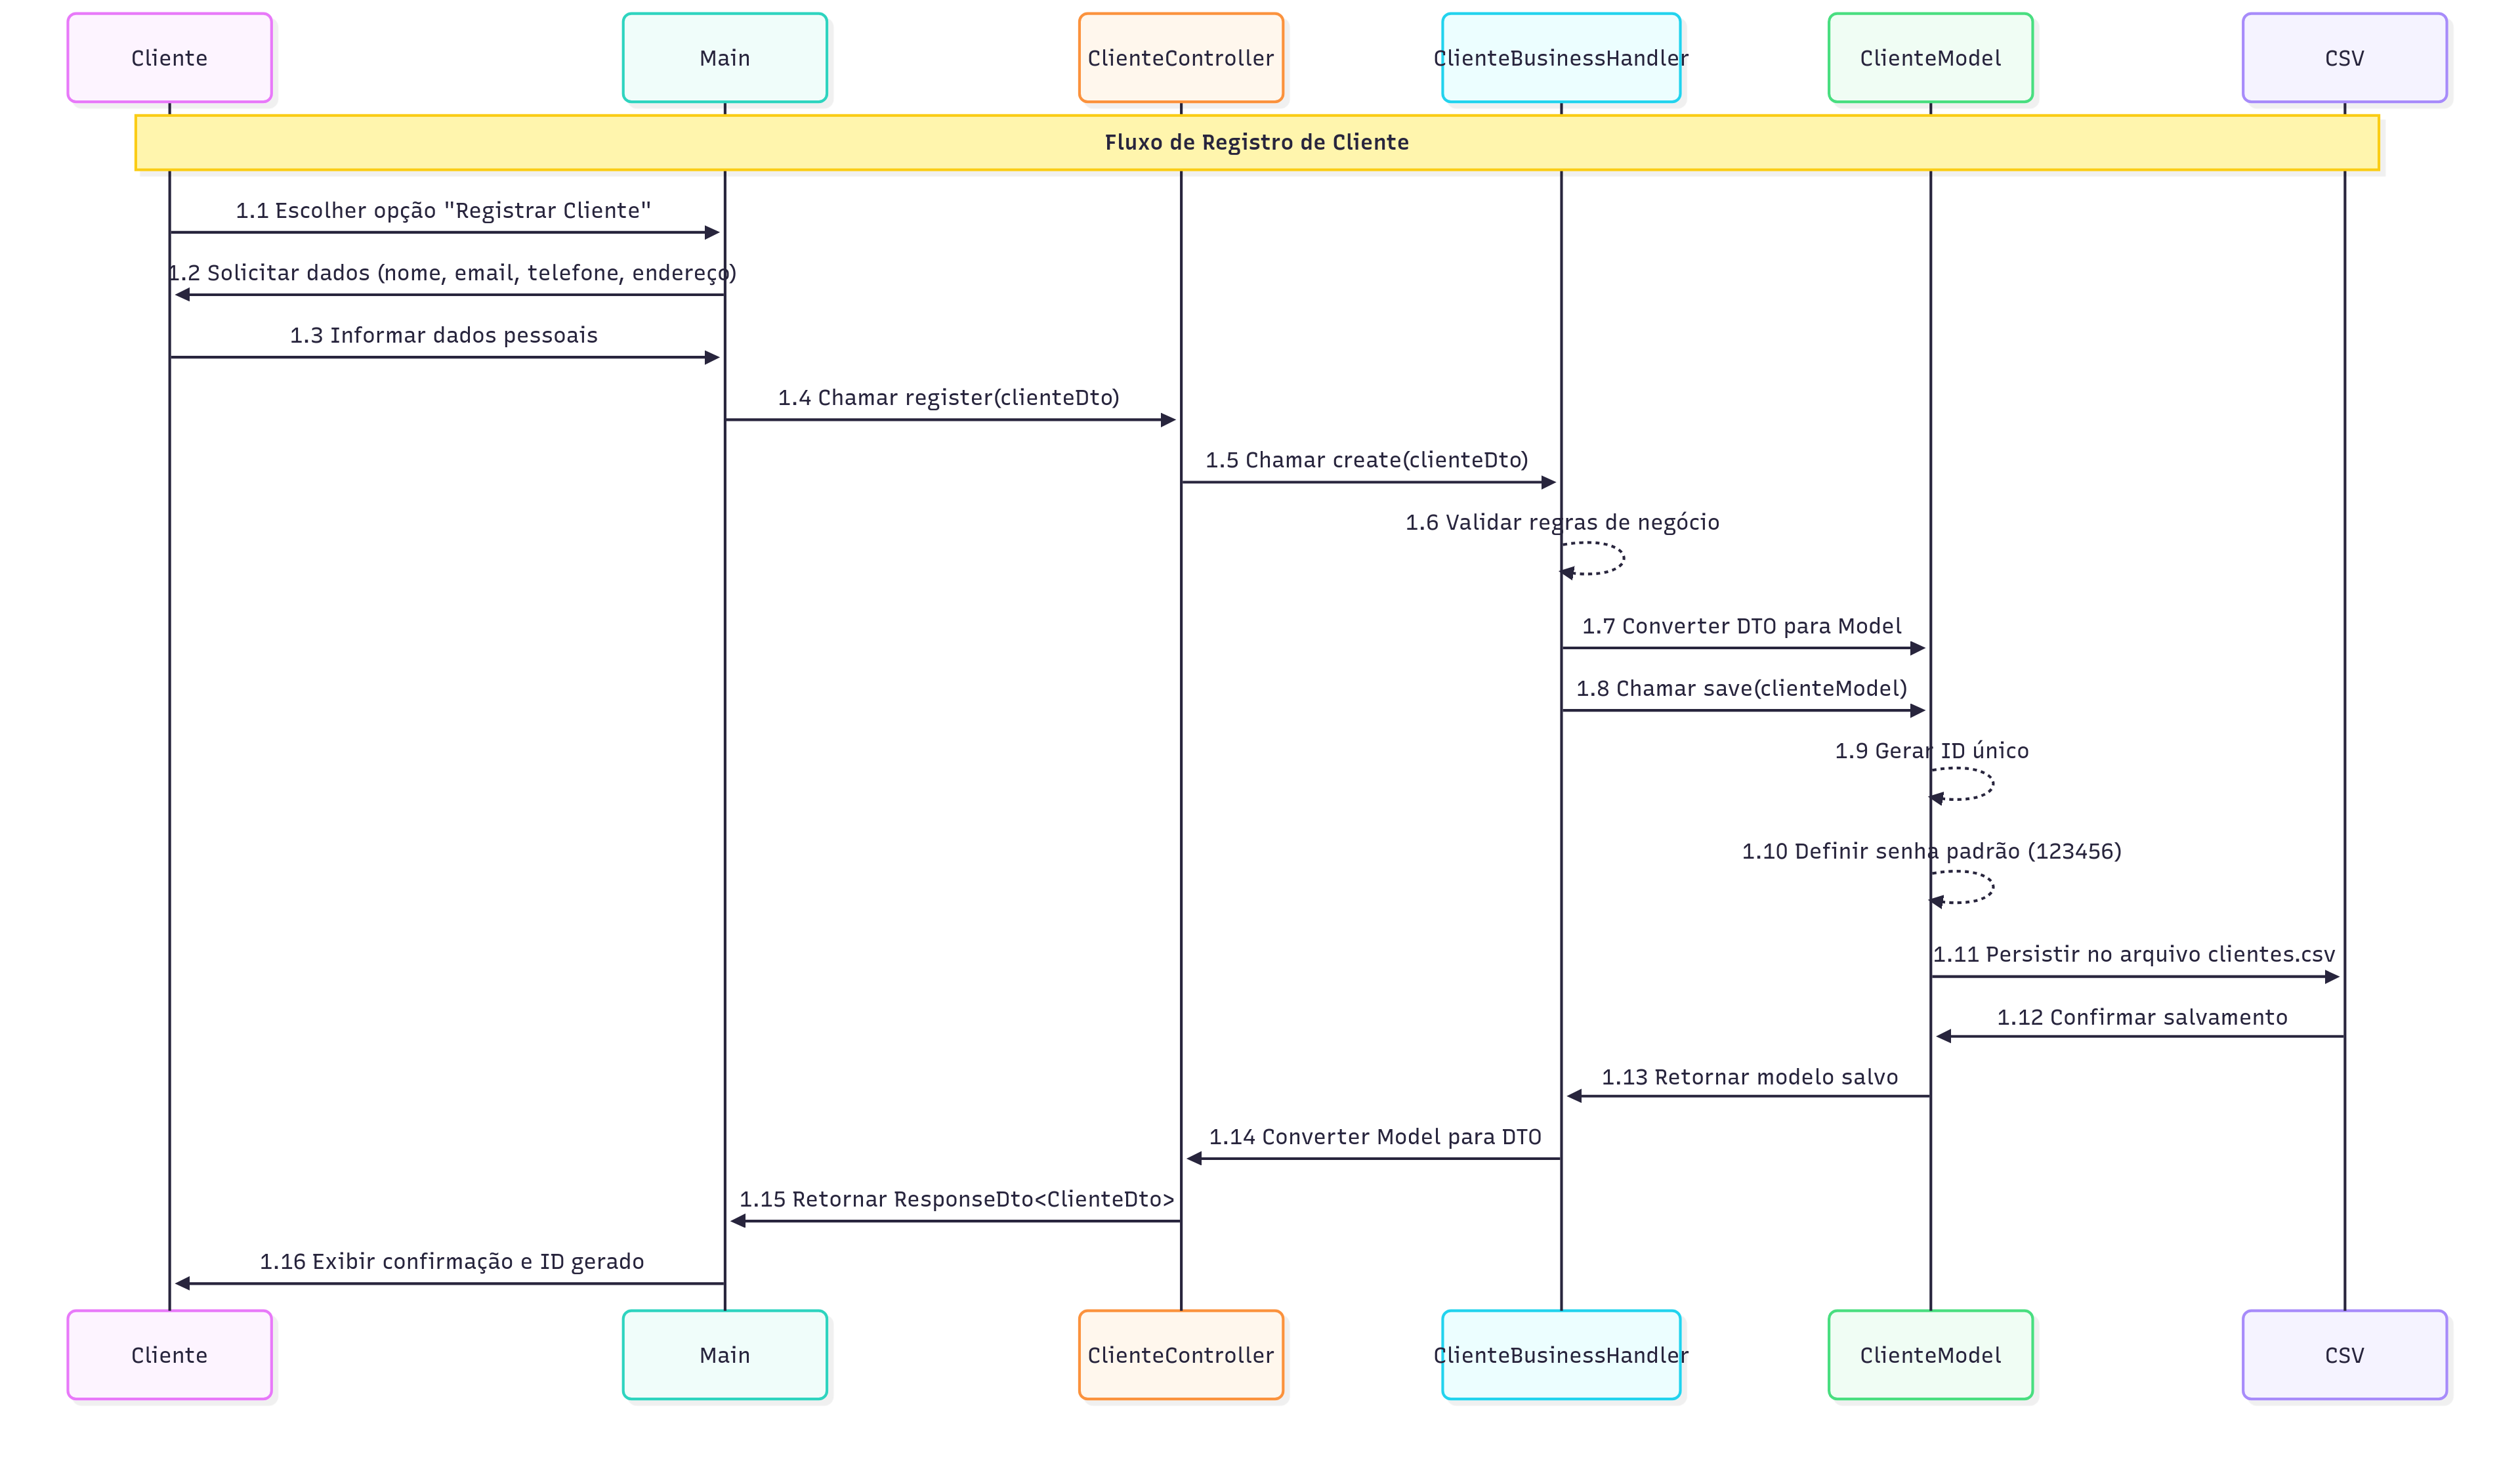 Cliente
Main
ClienteController
ClienteBusinessHandler
ClienteModel
CSV
Fluxo de Registro de Cliente
1.1 Escolher opção "Registrar Cliente"
1.2 Solicitar dados (nome, email, telefone, endereço)
1.3 Informar dados pessoais
1.4 Chamar register(clienteDto)
1.5 Chamar create(clienteDto)
1.6 Validar regras de negócio
1.7 Converter DTO para Model
1.8 Chamar save(clienteModel)
1.9 Gerar ID único
1.10 Definir senha padrão (123456)
1.11 Persistir no arquivo clientes.csv
1.12 Confirmar salvamento
1.13 Retornar modelo salvo
1.14 Converter Model para DTO
1.15 Retornar ResponseDto<ClienteDto>
1.16 Exibir confirmação e ID gerado
Cliente
Main
ClienteController
ClienteBusinessHandler
ClienteModel
CSV